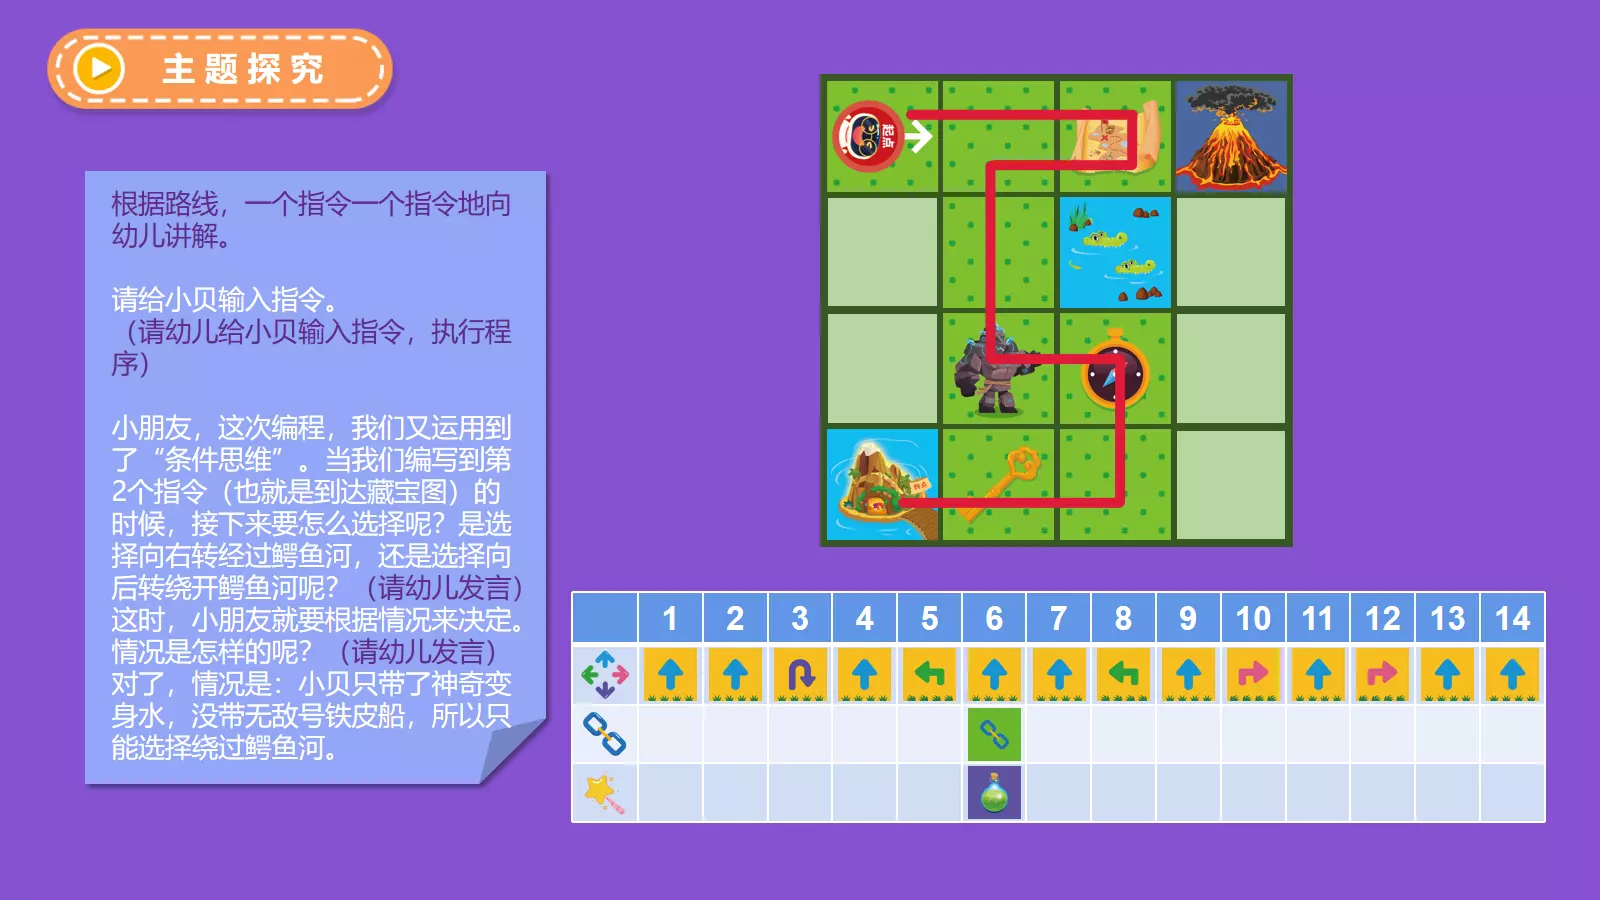 主题探究
根据路线，一个指令一个指令地向
幼儿讲解。
请给小贝输入指令。
（请幼儿给小贝输入指令，执行程
序）
小朋友，这次编程，我们又运用到
了“条件思维”。当我们编写到第
2个指令（也就是到达藏宝图）的
时候，接下来要怎么选择呢？是选
择向右转经过鳄鱼河，还是选择向
后转绕开鳄鱼河呢？（请幼儿发言）
这时，小朋友就要根据情况来决定。
情况是怎样的呢？（请幼儿发言）
对了，情况是：小贝只带了神奇变
身水，没带无敌号铁皮船，所以只
能选择绕过鳄鱼河。
起点
终点
1 2 3 4 5 6 7 8 9 10 11 12 13 14